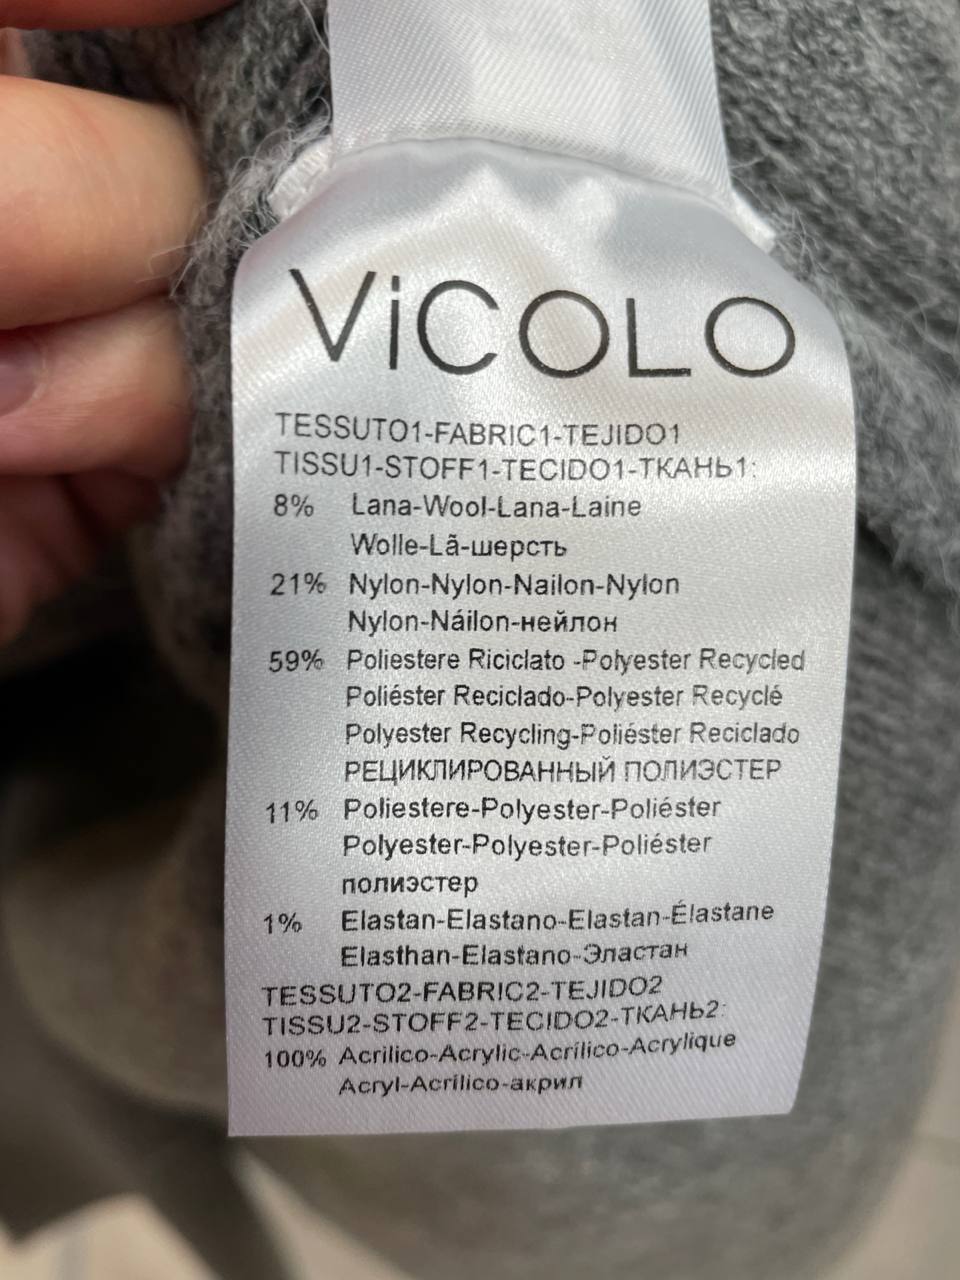 ViCOLO
TESSUTO1-FABRIC1-TEJIDO1
TISSU1-STOFF1-TECIDO1-ТКАНЬ1:
8% Lana-Wool-Lana-Laine
Wolle-Lã-шерсть
21% Nylon-Nylon-Nailon-Nylon
Nylon-Náilon-нейлон
59% Poliestere Riciclato -Polyester Recycled
Poliéster Reciclado-Polyester Recyclé
Polyester Recycling-Poliéster Reciclado
РЕЦИКЛИРОВАННЫЙ ПОЛИЭСТЕР
11% Poliestere-Polyester-Poliéster
Polyester-Polyester-Poliéster
полиэстер
1% Elastan-Elastano-Elastan-Élastane
Elasthan-Elastano-Эластан
TESSUTO2-FABRIC2-TEJIDO2
TISSU2-STOFF2-TECIDO2-ТКАНЬ2:
100% Acrilico-Acrylic-Acrílico-Acrylique
Acryl-Acrílico-акрил